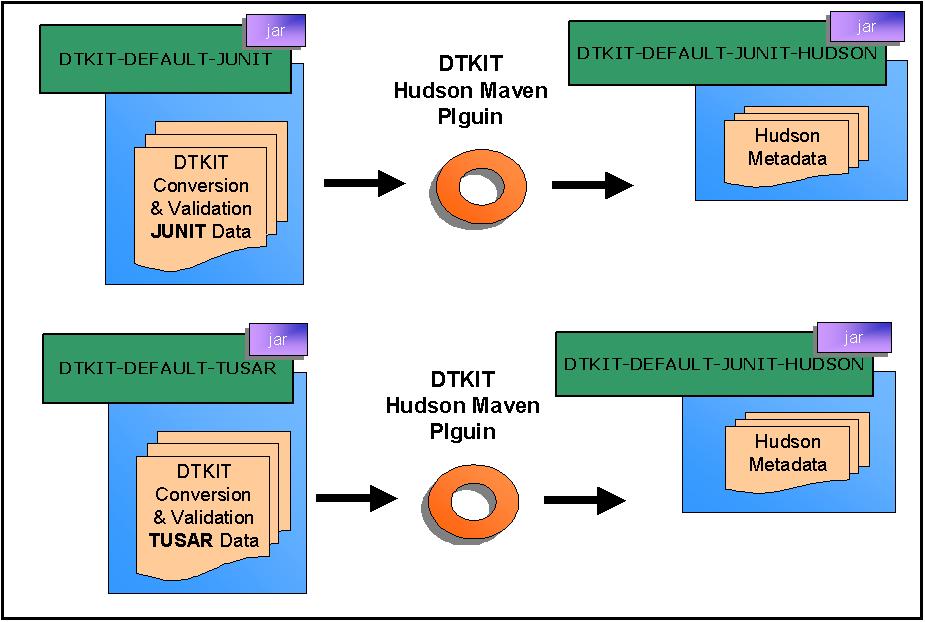 jar
DTKIT-DEFAULT-JUNIT
DTKIT
Conversion
& Validation
JUNIT Data
DTKIT
Hudson Maven
Plguin
jar
DTKIT-DEFAULT-JUNIT-HUDSON
Hudson
Metadata
jar
DTKIT-DEFAULT-TUSAR
DTKIT
Conversion
& Validation
TUSAR Data
DTKIT
Hudson Maven
Plguin
jar
DTKIT-DEFAULT-JUNIT-HUDSON
Hudson
Metadata